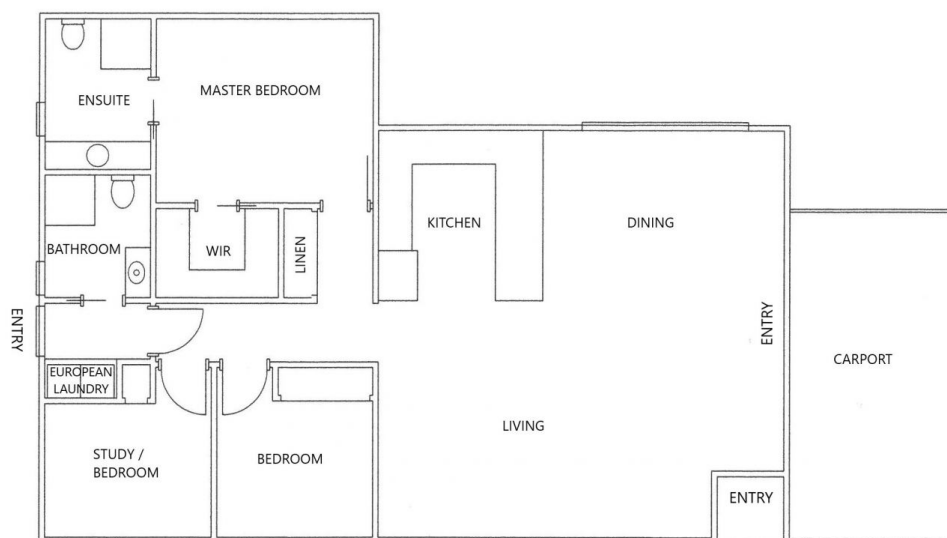 MASTER BEDROOM
ENSUITE
KITCHEN
DINING
BATHROOM
WIR
LINEN
ENTRY
ENTRY
CARPORT
EUROPEAN
LAUNDRY
LIVING
STUDY /
BEDROOM
BEDROOM
ENTRY